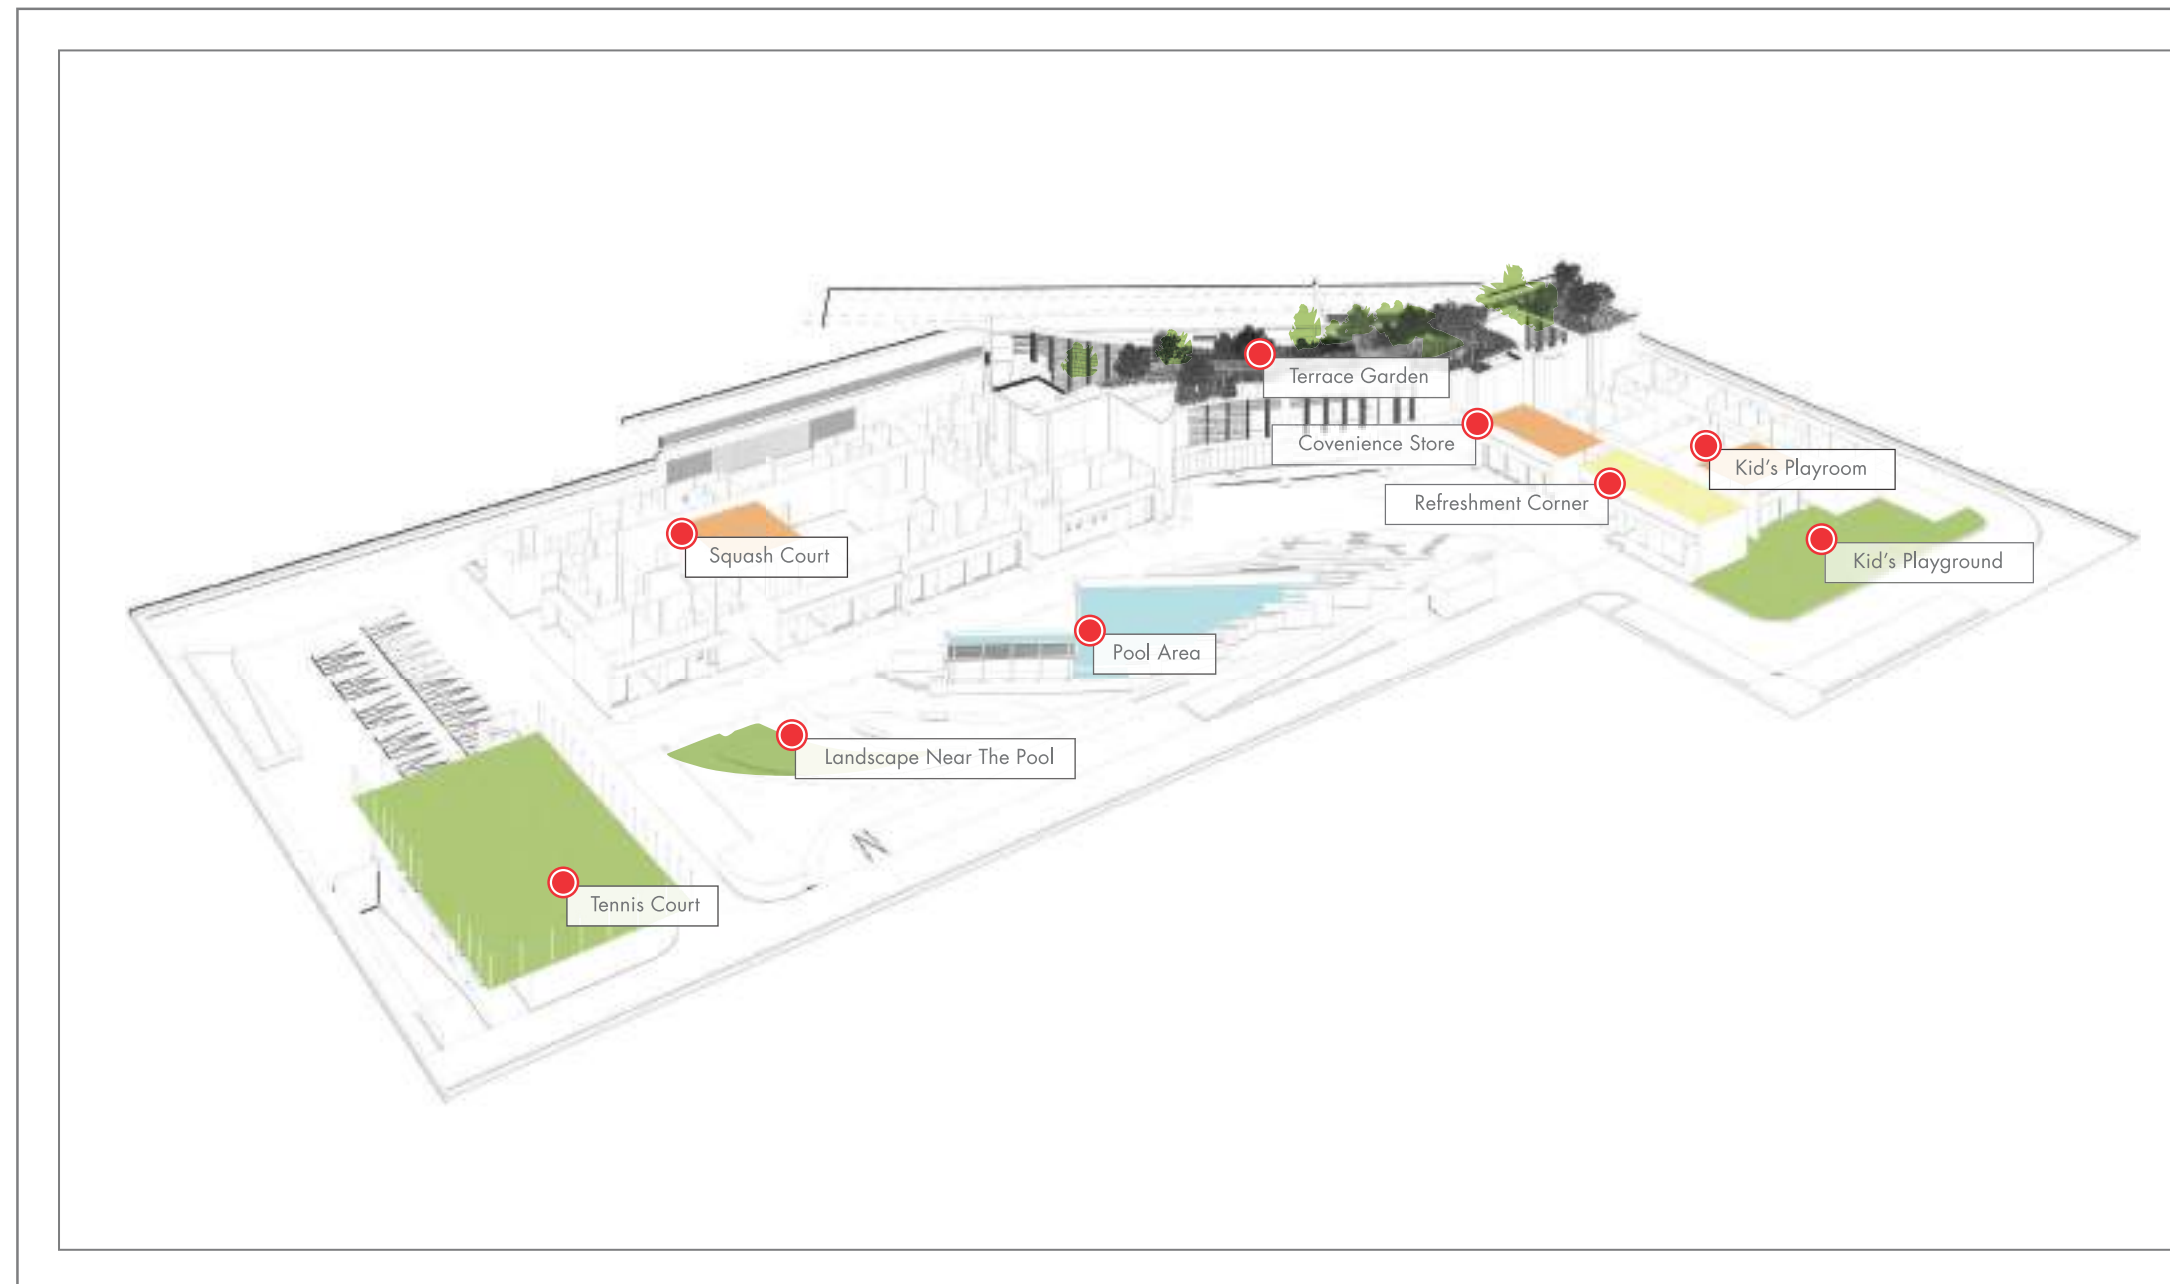 Terrace Garden
Covenience Store
Kid's Playroom
Refreshment Corner
Squash Court
Kid's Playground
Pool Area
Landscape Near The Pool
Tennis Court